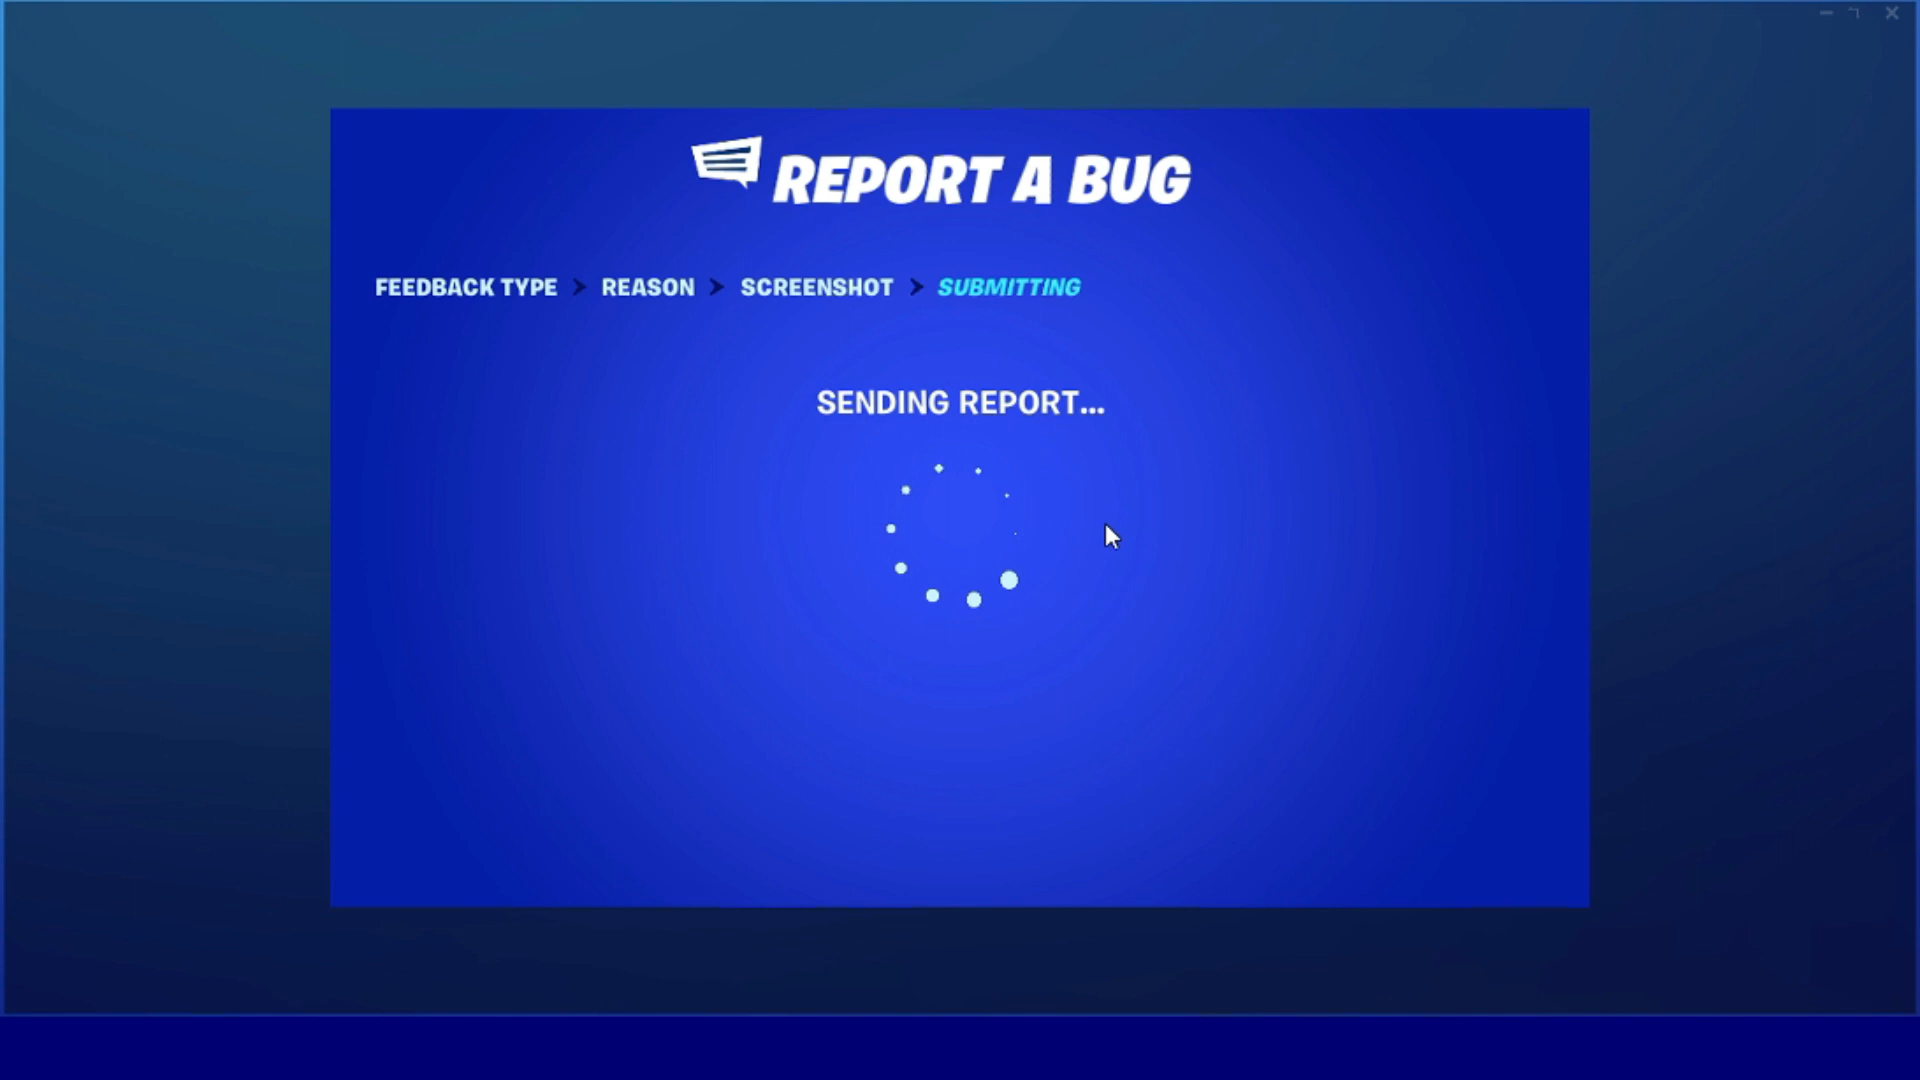 REPORT A BUG
FEEDBACK TYPE > REASON > SCREENSHOT > SUBMITTING
SENDING REPORT...